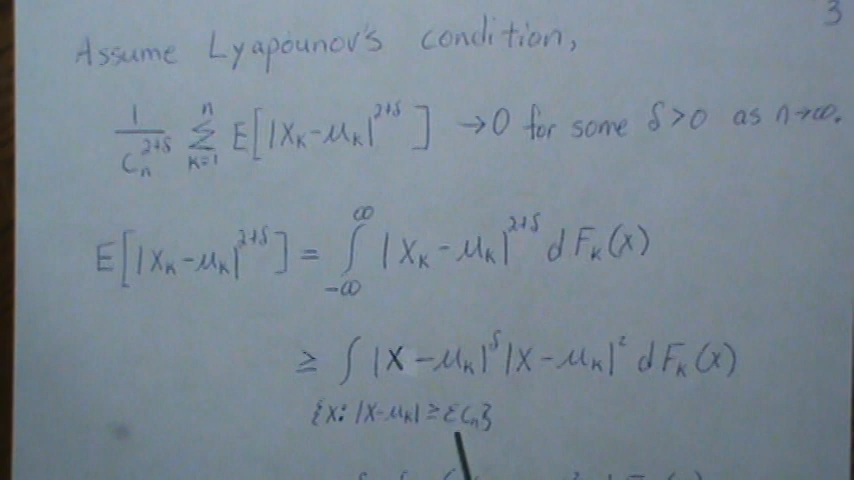 3
Assume Lyapounov's condition,
1/C_n^{2+δ} Σ_{k=1}^{n} E[|X_k-μ_k|^{2+δ}] →0 for some δ>0 as n→∞.
E[|X_k-μ_k|^{2+δ}] = ∫_{-∞}^{∞} |X_k-μ_k|^{2+δ} dF_k(x)
≥ ∫ |X-μ_k|^δ |X-μ_k|^2 dF_k(x)
{x: |X-μ_k| ≥ εC_n}